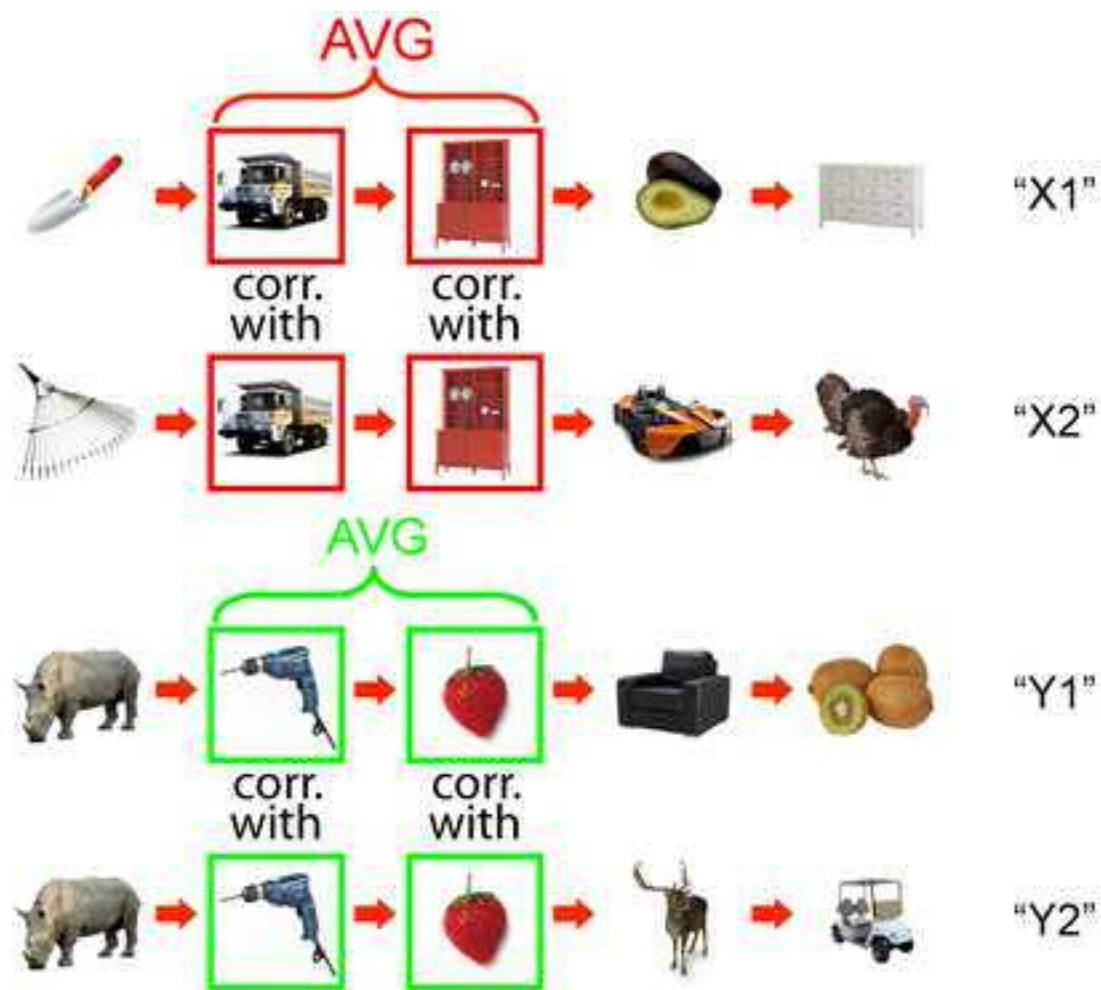 AVG
“X1”
corr. with
corr. with
“X2”
AVG
“Y1”
corr. with
corr. with
“Y2”